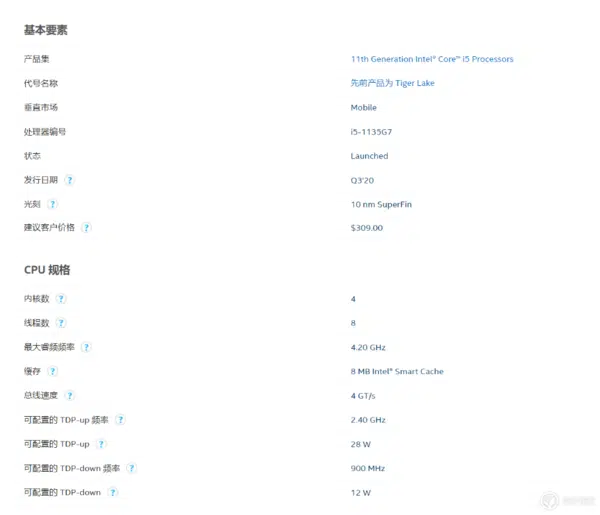 基本要素
产品集 11th Generation Intel® Core™ i5 Processors
代号名称 先前产品为 Tiger Lake
垂直市场 Mobile
处理器编号 i5-1135G7
状态 Launched
发行日期 ? Q3'20
光刻 ? 10 nm SuperFin
建议客户价格 ? $309.00
CPU 规格
内核数 ? 4
线程数 ? 8
最大睿频频率 ? 4.20 GHz
缓存 ? 8 MB Intel® Smart Cache
总线速度 ? 4 GT/s
可配置的 TDP-up 频率 ? 2.40 GHz
可配置的 TDP-up ? 28 W
可配置的 TDP-down 频率 ? 900 MHz
可配置的 TDP-down ? 12 W